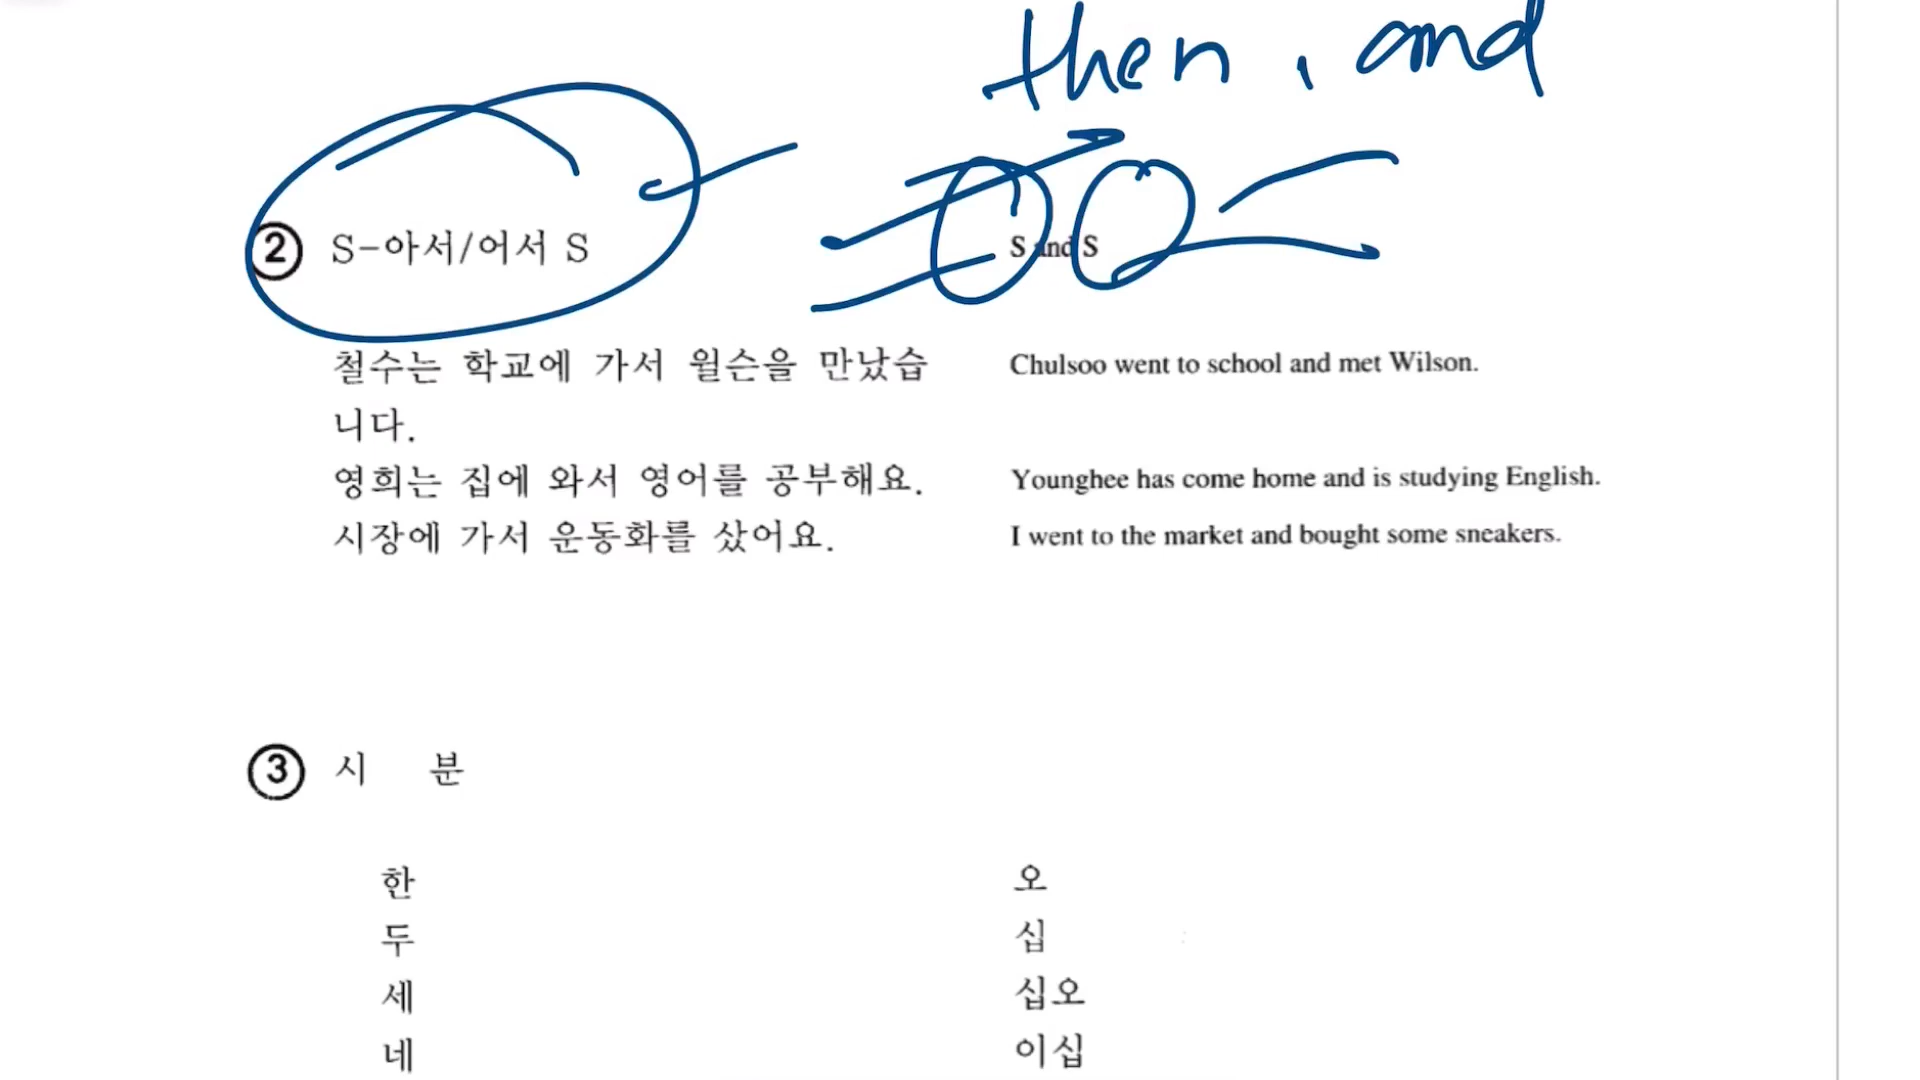 then, and
② S-아서/어서 S S and S
철수는 학교에 가서 윌슨을 만났습 Chulsoo went to school and met Wilson.
니다.
영희는 집에 와서 영어를 공부해요. Younghee has come home and is studying English.
시장에 가서 운동화를 샀어요. I went to the market and bought some sneakers.
③ 시 분
한 오
두 십
세 십오
네 이십